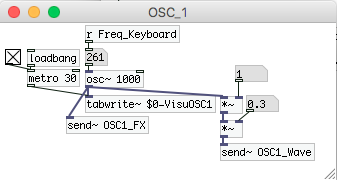 OSC_1
r Freq_Keyboard
loadbang
261
metro 30
osc~ 1000
1
tabwrite~ $0-VisuOSC1
*~
0.3
send~ OSC1_FX
*~
send~ OSC1_Wave